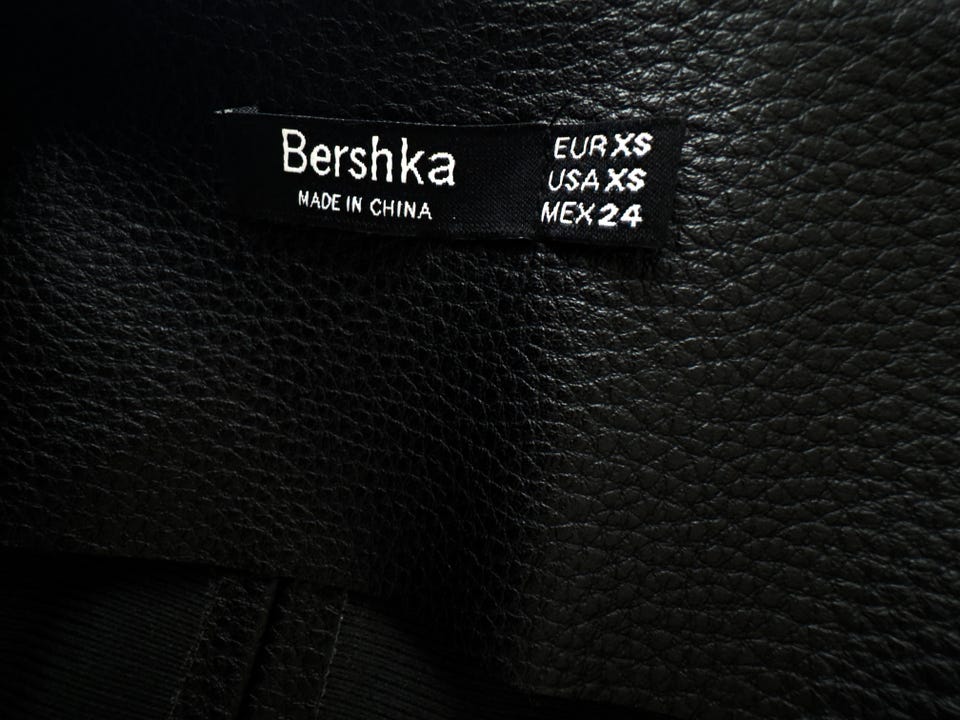 Bershka
MADE IN CHINA
EUR XS
USA XS
MEX 24